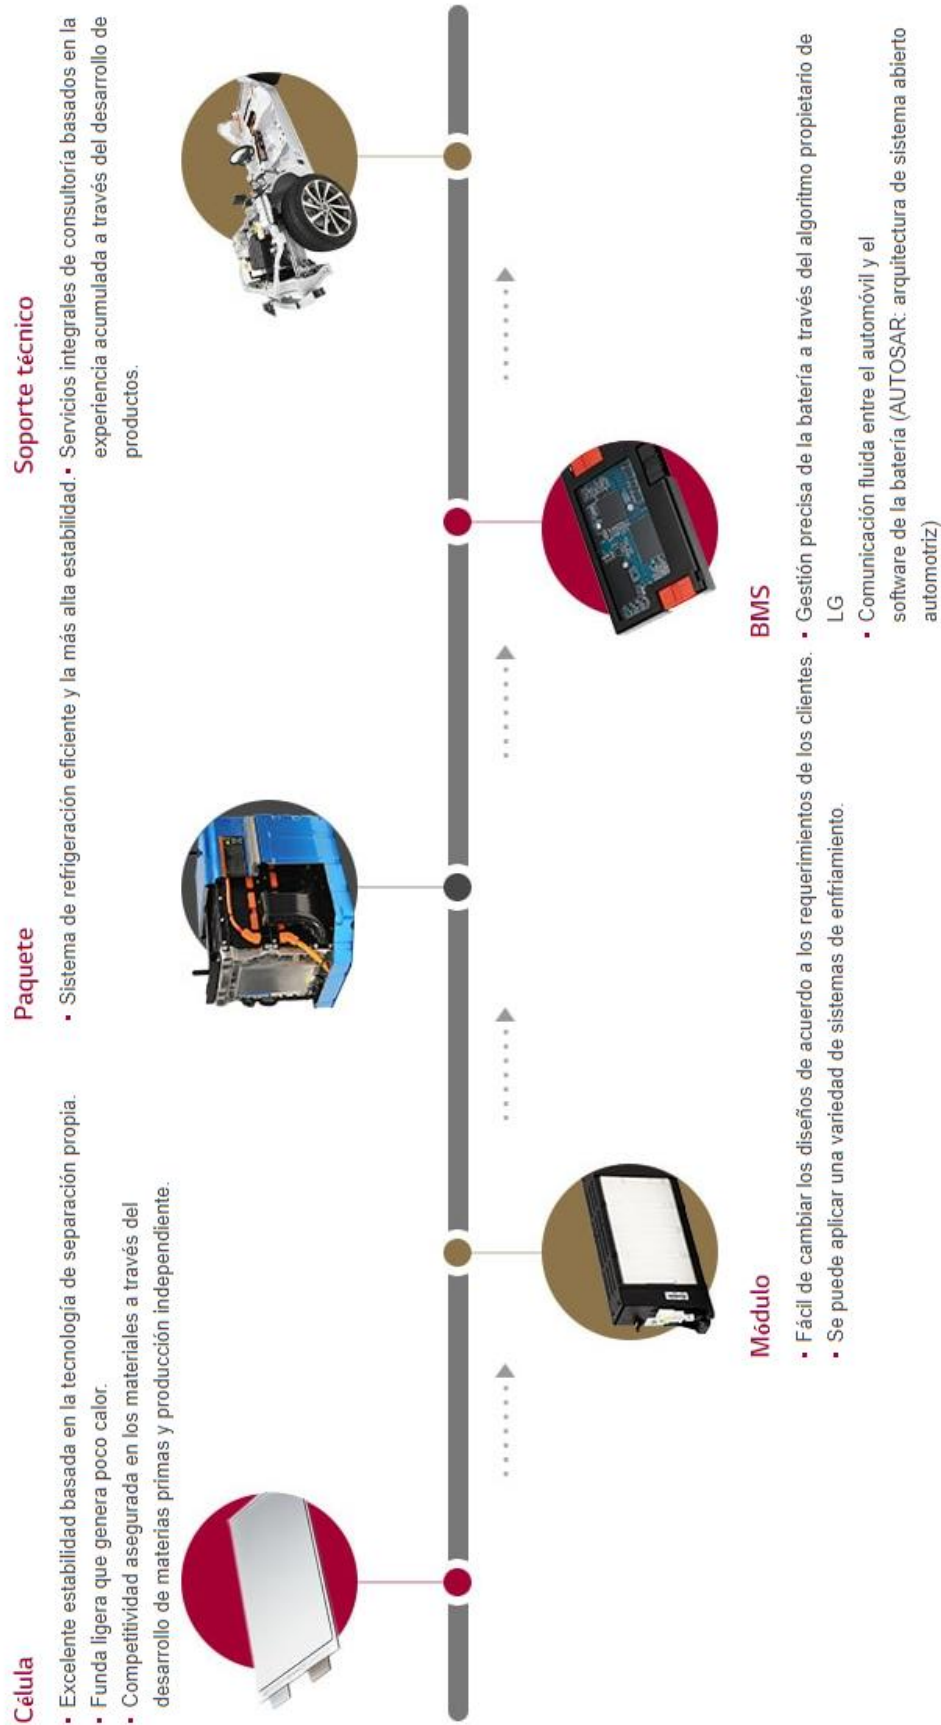 Célula
▪ Excelente estabilidad basada en la tecnología de separación propia.
▪ Funda ligera que genera poco calor.
▪ Competitividad asegurada en los materiales a través del
desarrollo de materias primas y producción independiente.
Paquete
▪ Sistema de refrigeración eficiente y la más alta estabilidad.
Soporte técnico
▪ Servicios integrales de consultoría basados en la
experiencia acumulada a través del desarrollo de
productos.
Módulo
▪ Fácil de cambiar los diseños de acuerdo a los requerimientos de los clientes.
▪ Se puede aplicar una variedad de sistemas de enfriamiento.
BMS
▪ Gestión precisa de la batería a través del algoritmo propietario de
LG
▪ Comunicación fluida entre el automóvil y el
software de la batería (AUTOSAR: arquitectura de sistema abierto
automotriz)